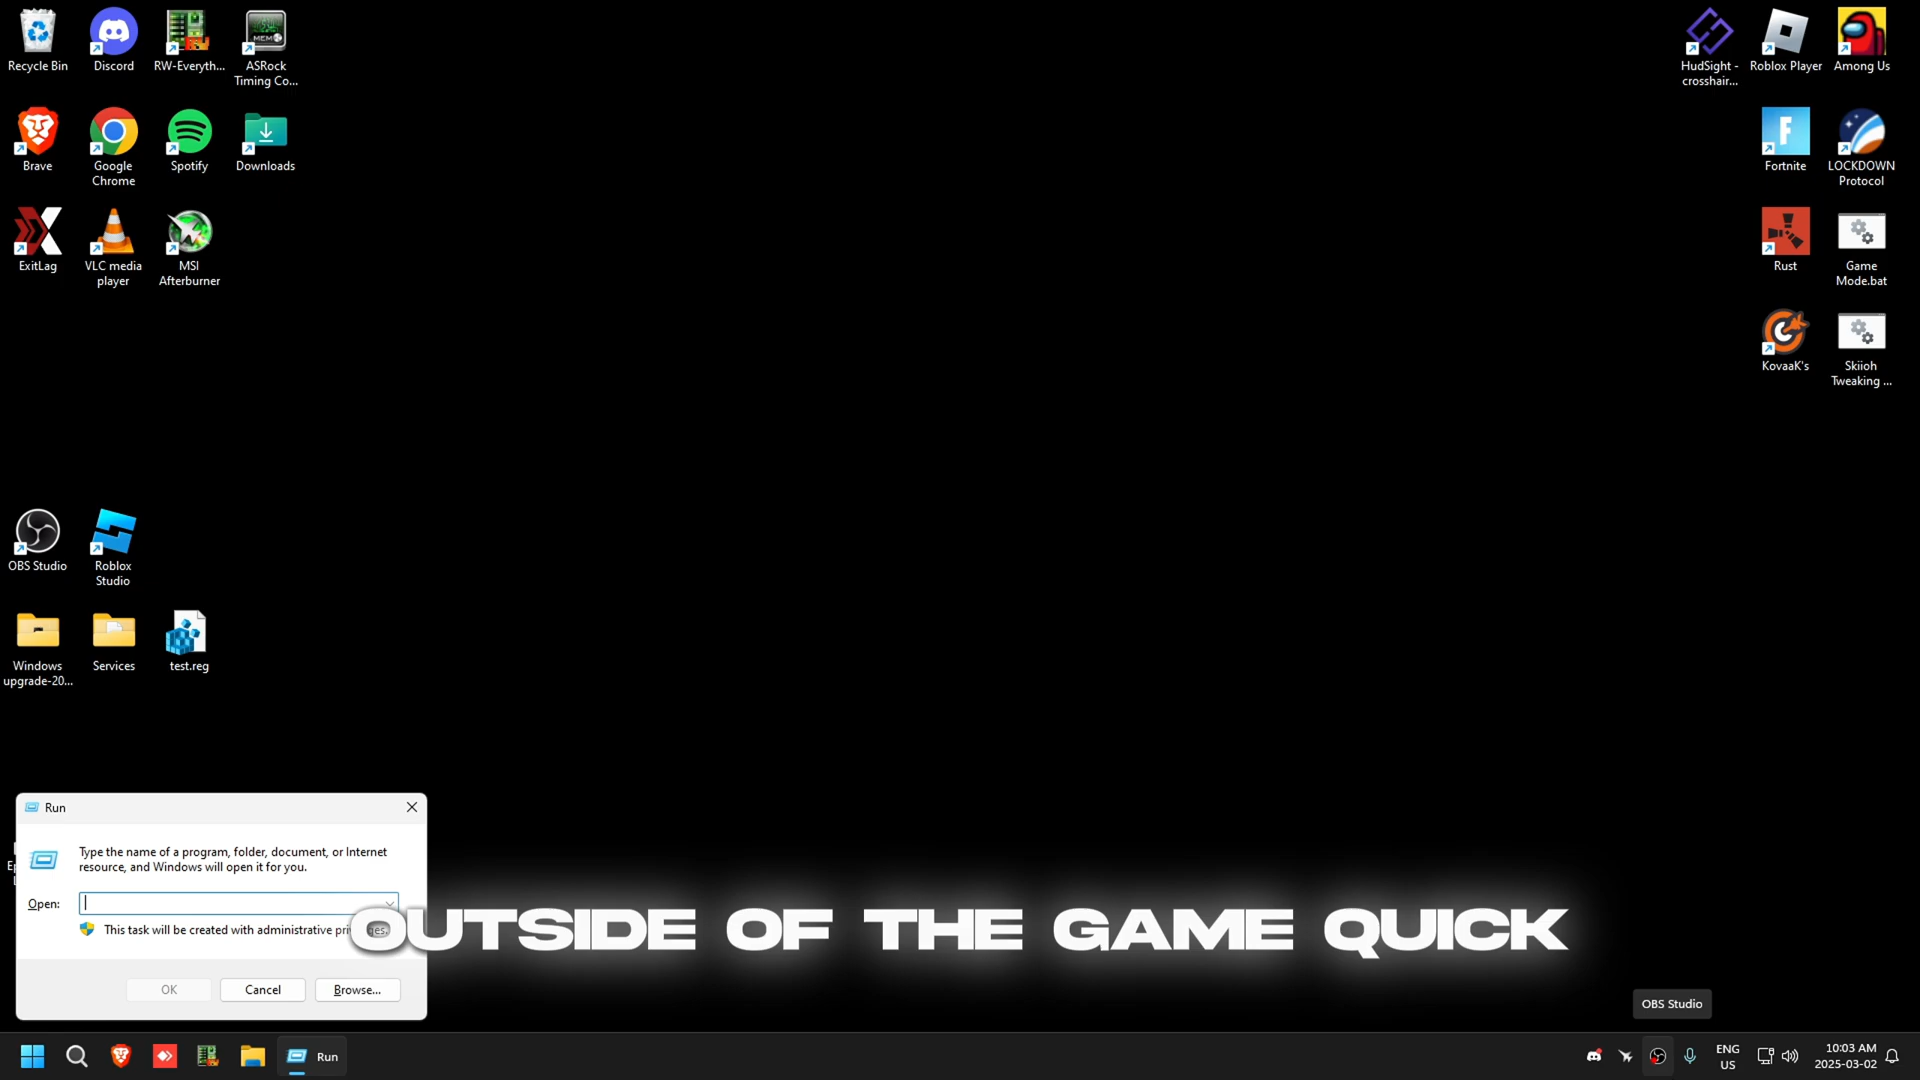 Recycle Bin
Discord
RW-Everyth...
ASRock
Timing Co...
HudSight -
crosshair...
Roblox Player
Among Us
Brave
Google
Chrome
Spotify
Downloads
Fortnite
LOCKDOWN
Protocol
ExitLag
VLC media
player
MSI
Afterburner
Rust
Game
Mode.bat
KovaaK's
Skiioh
Tweaking ...
OBS Studio
Roblox
Studio
Windows
upgrade-20...
Services
test.reg
Run
Type the name of a program, folder, document, or Internet
resource, and Windows will open it for you.
Open:
This task will be created with administrative
OUTSIDE OF THE GAME QUICK
OK
Cancel
Browse...
OBS Studio
Run
ENG
US
10:03 AM
2025-03-02